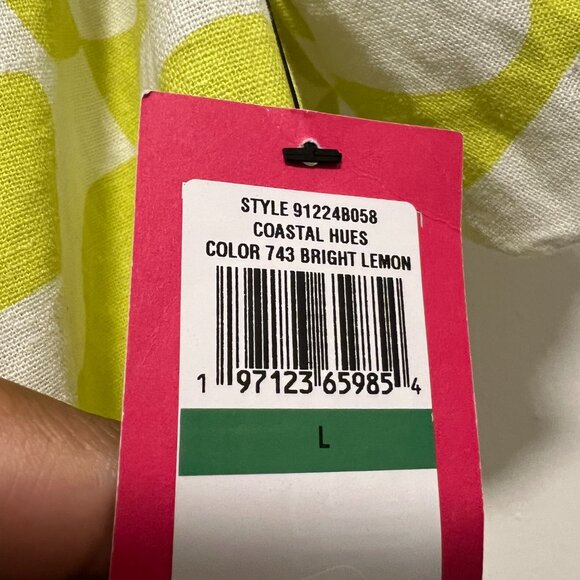 STYLE 91224B058
COASTAL HUES
COLOR 743 BRIGHT LEMON
1 97123 65985 4
L